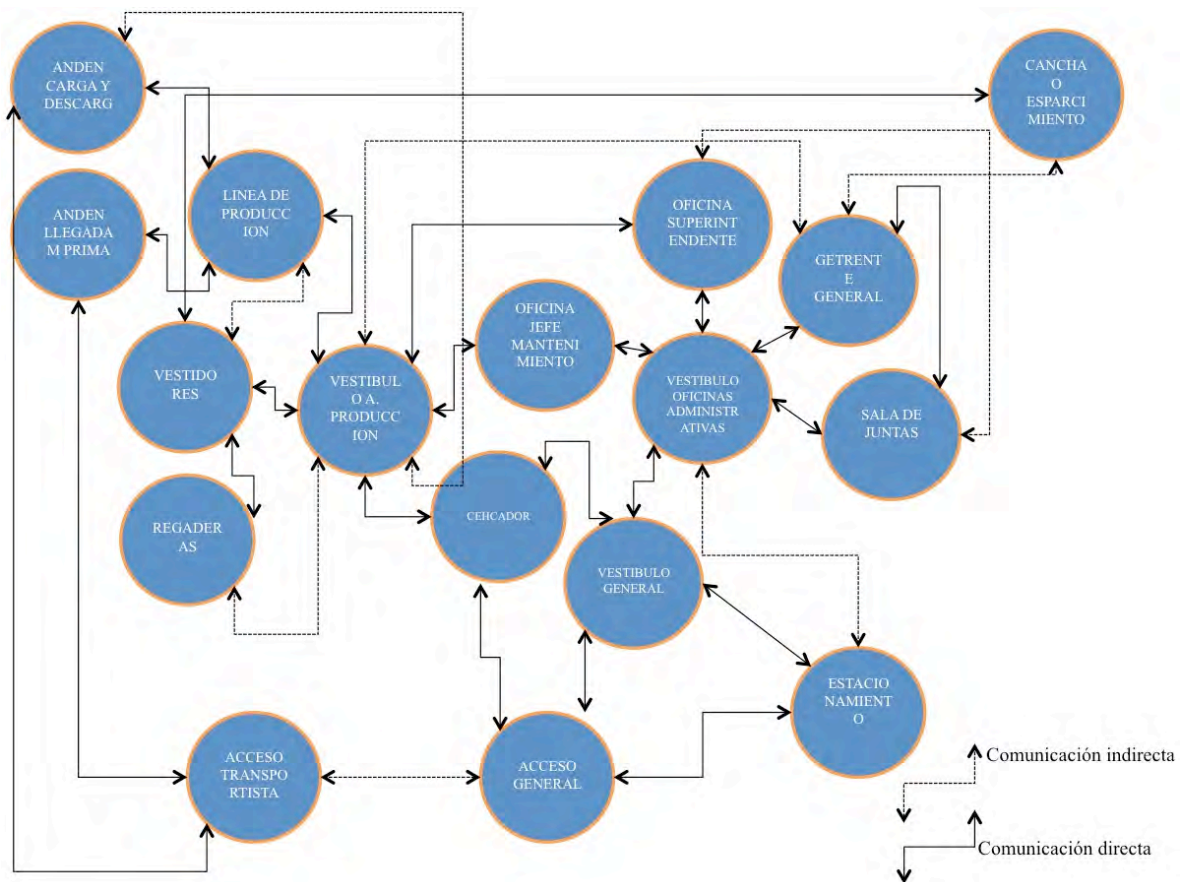 ANDEN
CARGA Y
DESCARG
CANCHA
O
ESPARCI
MIENTO
ANDEN
LLEGADA
M PRIMA
LINEA DE
PRODUCC
ION
OFICINA
SUPERINT
ENDENTE
GETRENT
E
GENERAL
OFICINA
JEFE
MANTENI
MIENTO
VESTIDO
RES
VESTIBUL
O A.
PRODUCC
ION
VESTIBULO
OFICINAS
ADMINISTR
ATIVAS
SALA DE
JUNTAS
REGADER
AS
CEHCADOR
VESTIBULO
GENERAL
ESTACIO
NAMIENT
O
ACCESO
TRANSPO
RTISTA
ACCESO
GENERAL
Comunicación indirecta
Comunicación directa